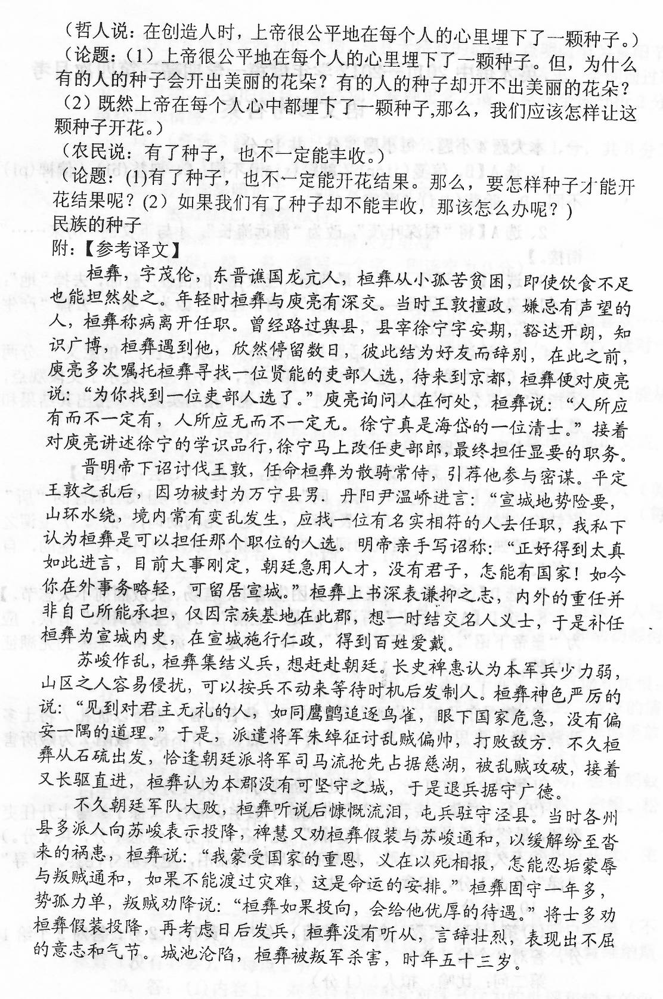 （哲人说：在创造人时，上帝很公平地在每个人的心里埋下了一颗种子。）
（论题：（1）上帝很公平地在每个人的心里埋下了一颗种子。但，为什么
有的人的种子会开出美丽的花朵？有的人的种子却开不出美丽的花朵？
（2）既然上帝在每个人心中都埋下了一颗种子,那么，我们应该怎样让这
颗种子开花。）
（农民说：有了种子，也不一定能丰收。）
（论题：(1)有了种子，也不一定能开花结果。那么，要怎样种子才能开
花结果呢？(2）如果我们有了种子却不能丰收，那该怎么办呢？)
民族的种子
附：【参考译文】
桓彝，字茂伦，东晋谯国龙亢人，桓彝从小孤苦贫困，即使饮食不足
也能坦然处之。年轻时桓彝与庾亮有深交。当时王敦擅政，嫌忌有声望的
人，桓彝称病离开任职。曾经路过舆县，县宰徐宁字安期，豁达开朗，知
识广博，桓彝遇到他，欣然停留数日，彼此结为好友而辞别，在此之前，
庾亮多次嘱托桓彝寻找一位贤能的吏部人选，待来到京都，桓彝便对庾亮
说：“为你找到一位吏部人选了。”庾亮询问人在何处，桓彝说：“人所应
有而不一定有，人所应无而不一定无。徐宁真是海岱的一位清士。”接着
对庾亮讲述徐宁的学识品行,徐宁马上改任吏部郎,最终担任显要的职务。
晋明帝下诏讨伐王敦，任命桓彝为散骑常侍，引荐他参与密谋。平定
王敦之乱后，因功被封为万宁县男．丹阳尹温峤进言：“宣城地势险要，
山环水绕，境内常有变乱发生，应找一位有名实相符的人去任职，我私下
认为桓彝是可以担任那个职位的人选。明帝亲手写诏称：“正好得到太真
如此进言，目前大事刚定，朝廷急用人才，没有君子，怎能有国家！如今
你在外事务略轻，可留居宣城。”桓彝上书深表谦抑之志，内外的重任并
非自己所能承担，仅因宗族基地在此郡，想一时结交名人义士，于是补任
桓彝为宣城内史，在宣城施行仁政，得到百姓爱戴。
苏峻作乱，桓彝集结义兵，想赶赴朝廷。长史裨惠认为本军兵少力弱，
山区之人容易侵扰，可以按兵不动来等待时机后发制人。桓彝神色严厉的
说：“见到对君主无礼的人，如同鹰鹯追逐鸟雀，眼下国家危急，没有偏
安一隅的道理。”于是，派遣将军朱绰征讨乱贼偏帅，打败敌方．不久桓
彝从石硫出发，恰逢朝廷派将军司马流抢先占据慈湖，被乱贼攻破，接着
又长驱直进，桓彝认为本郡没有可坚守之城，于是退兵据守广德。
不久朝廷军队大败，桓彝听说后慷慨流泪，屯兵驻守泾县。当时各州
县多派人向苏峻表示投降，裨慧又劝桓彝假装与苏峻通和，以缓解纷至沓
来的祸患，桓彝说：“我蒙受国家的重恩，义在以死相报，怎能忍垢蒙辱
与叛贼通和，如果不能渡过灾难，这是命运的安排。”桓彝固守一年多，
势孤力单，叛贼劝降说：“桓彝如果投向，会给他优厚的待遇。”将士多劝
桓彝假装投降，再考虑日后发兵，桓彝没有听从，言辞壮烈，表现出不屈
的意志和气节。城池沦陷，桓彝被叛军杀害，时年五十三岁。